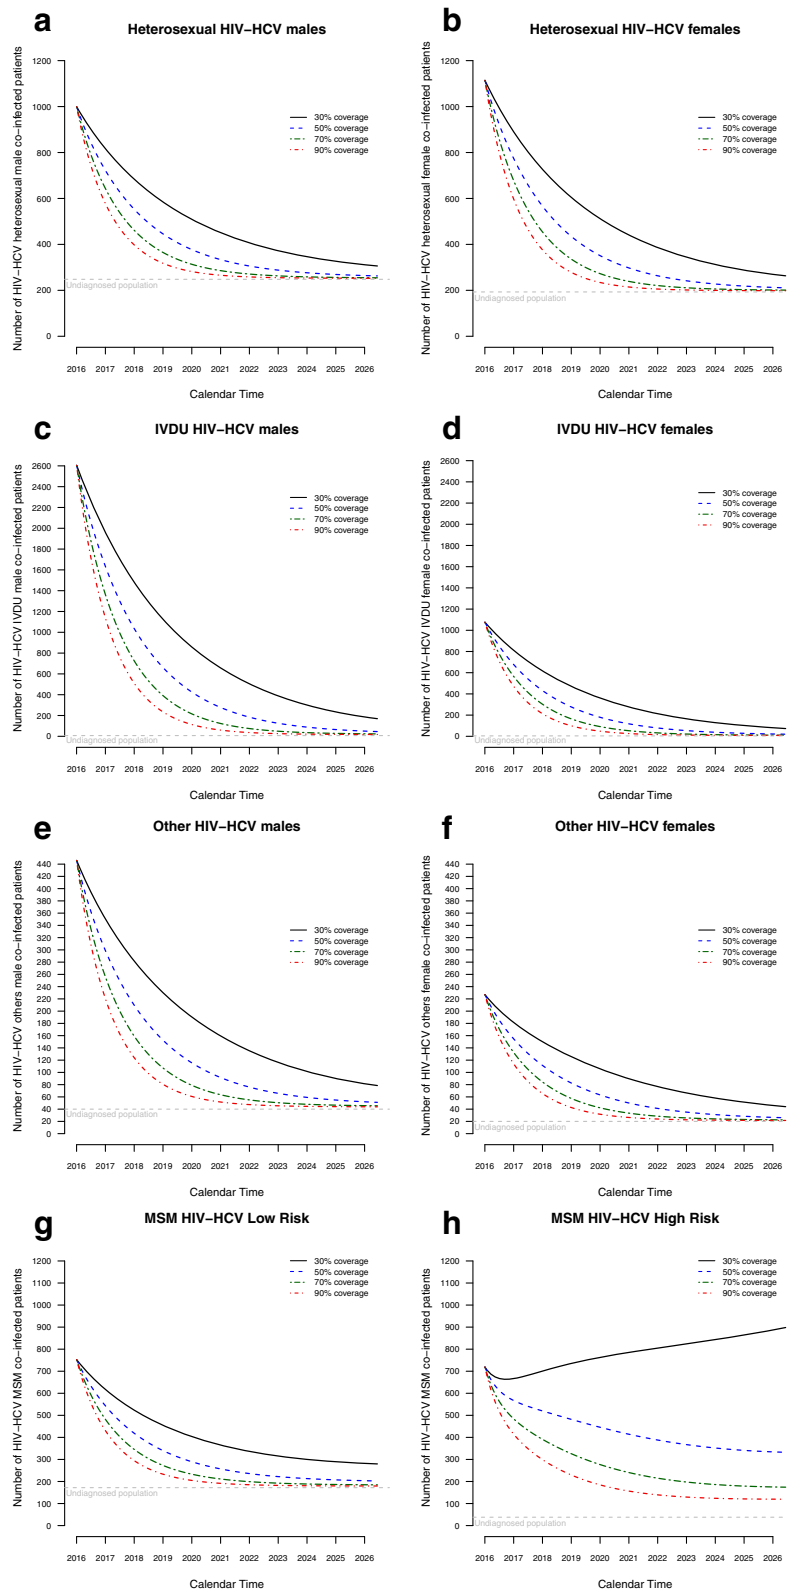 a
Heterosexual HIV−HCV males
Number of HIV−HCV heterosexual male co−infected patients
1200
1000
800
600
400
200
0
30% coverage
50% coverage
70% coverage
90% coverage
Undiagnosed population
2016 2017 2018 2019 2020 2021 2022 2023 2024 2025 2026
Calendar Time
b
Heterosexual HIV−HCV females
Number of HIV−HCV heterosexual female co−infected patients
1200
1000
800
600
400
200
0
30% coverage
50% coverage
70% coverage
90% coverage
Undiagnosed population
2016 2017 2018 2019 2020 2021 2022 2023 2024 2025 2026
Calendar Time
c
IVDU HIV−HCV males
Number of HIV−HCV IVDU male co−infected patients
2600
2400
2200
2000
1800
1600
1400
1200
1000
800
600
400
200
0
30% coverage
50% coverage
70% coverage
90% coverage
Undiagnosed population
2016 2017 2018 2019 2020 2021 2022 2023 2024 2025 2026
Calendar Time
d
IVDU HIV−HCV females
Number of HIV−HCV IVDU female co−infected patients
2600
2400
2200
2000
1800
1600
1400
1200
1000
800
600
400
200
0
30% coverage
50% coverage
70% coverage
90% coverage
Undiagnosed population
2016 2017 2018 2019 2020 2021 2022 2023 2024 2025 2026
Calendar Time
e
Other HIV−HCV males
Number of HIV−HCV others male co−infected patients
440
420
400
380
360
340
320
300
280
260
240
220
200
180
160
140
120
100
80
60
40
20
0
30% coverage
50% coverage
70% coverage
90% coverage
Undiagnosed population
2016 2017 2018 2019 2020 2021 2022 2023 2024 2025 2026
Calendar Time
f
Other HIV−HCV females
Number of HIV−HCV others female co−infected patients
440
420
400
380
360
340
320
300
280
260
240
220
200
180
160
140
120
100
80
60
40
20
0
30% coverage
50% coverage
70% coverage
90% coverage
Undiagnosed population
2016 2017 2018 2019 2020 2021 2022 2023 2024 2025 2026
Calendar Time
g
MSM HIV−HCV Low Risk
Number of HIV−HCV MSM co−infected patients
1200
1100
1000
900
800
700
600
500
400
300
200
100
0
30% coverage
50% coverage
70% coverage
90% coverage
Undiagnosed population
2016 2017 2018 2019 2020 2021 2022 2023 2024 2025 2026
Calendar Time
h
MSM HIV−HCV High Risk
Number of HIV−HCV MSM co−infected patients
1200
1100
1000
900
800
700
600
500
400
300
200
100
0
30% coverage
50% coverage
70% coverage
90% coverage
Undiagnosed population
2016 2017 2018 2019 2020 2021 2022 2023 2024 2025 2026
Calendar Time